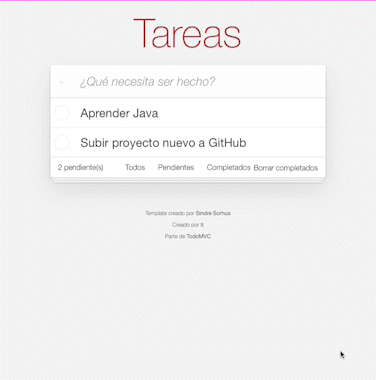 Tareas
¿Qué necesita ser hecho?
Aprender Java
Subir proyecto nuevo a GitHub
2 pendiente(s) Todos Pendientes Completados Borrar completados
Template creado por Sindre Sorhus
Creado por ti
Parte de TodoMVC